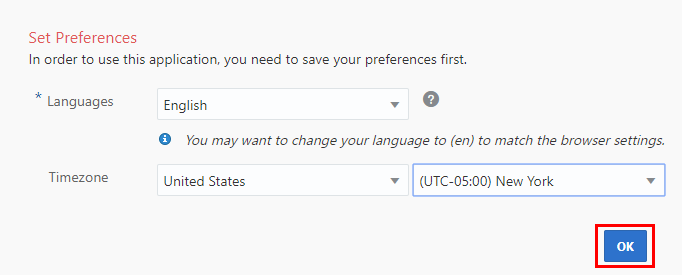 Set Preferences
In order to use this application, you need to save your preferences first.
* Languages English ?
i You may want to change your language to (en) to match the browser settings.
Timezone United States (UTC-05:00) New York
OK